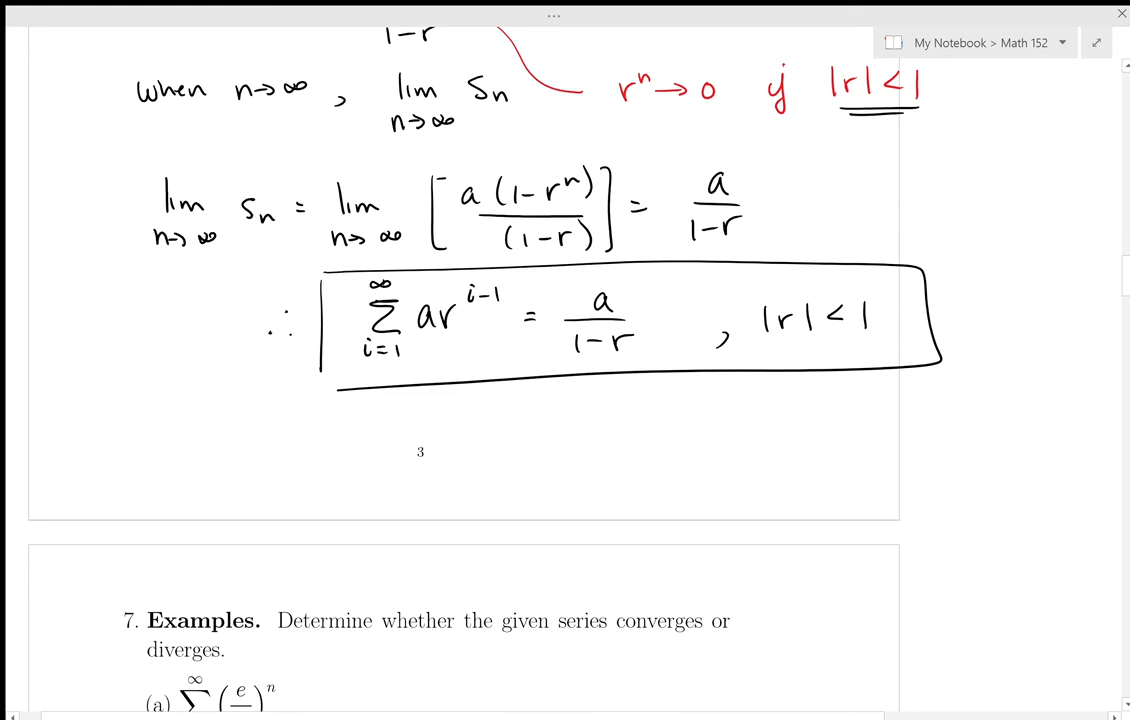 My Notebook > Math 152
1-r
when n→∞, lim n→∞ Sn rⁿ→0 if |r|<1
lim n→∞ Sn = lim n→∞ [a(1-rⁿ)/(1-r)] = a/(1-r)
∴ ∞ Σ i=1 ar^(i-1) = a/(1-r) , |r|<1
3
7. Examples. Determine whether the given series converges or
diverges.
(a) ∞ Σ (e/ )ⁿ